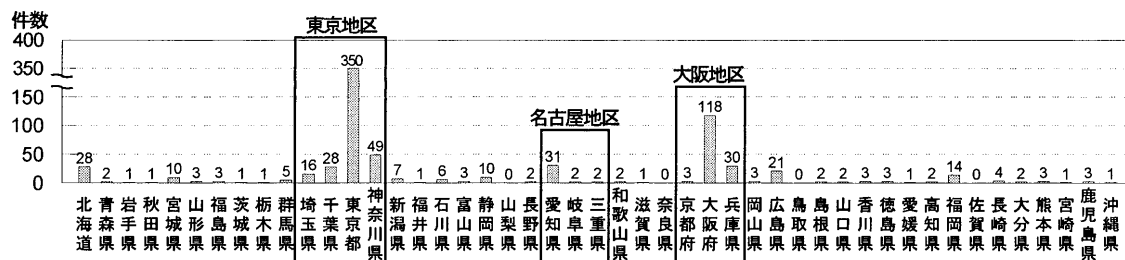 件数
400
350
150
100
50
0
東京地区
名古屋地区
大阪地区
28 2 1 1 10 3 3 1 1 5 16 28 350 49 7 1 6 3 10 0 2 31 2 2 2 1 0 3 118 30 3 21 0 2 2 3 3 1 2 14 0 4 2 3 1 3 1
北海道 青森県 岩手県 秋田県 宮城県 山形県 福島県 茨城県 栃木県 群馬県 埼玉県 千葉県 東京都 神奈川県 新潟県 福井県 石川県 富山県 静岡県 山梨県 長野県 愛知県 岐阜県 三重県 和歌山県 滋賀県 奈良県 京都府 大阪府 兵庫県 岡山県 広島県 鳥取県 島根県 山口県 香川県 徳島県 愛媛県 高知県 福岡県 佐賀県 長崎県 大分県 熊本県 宮崎県 鹿児島県 沖縄県